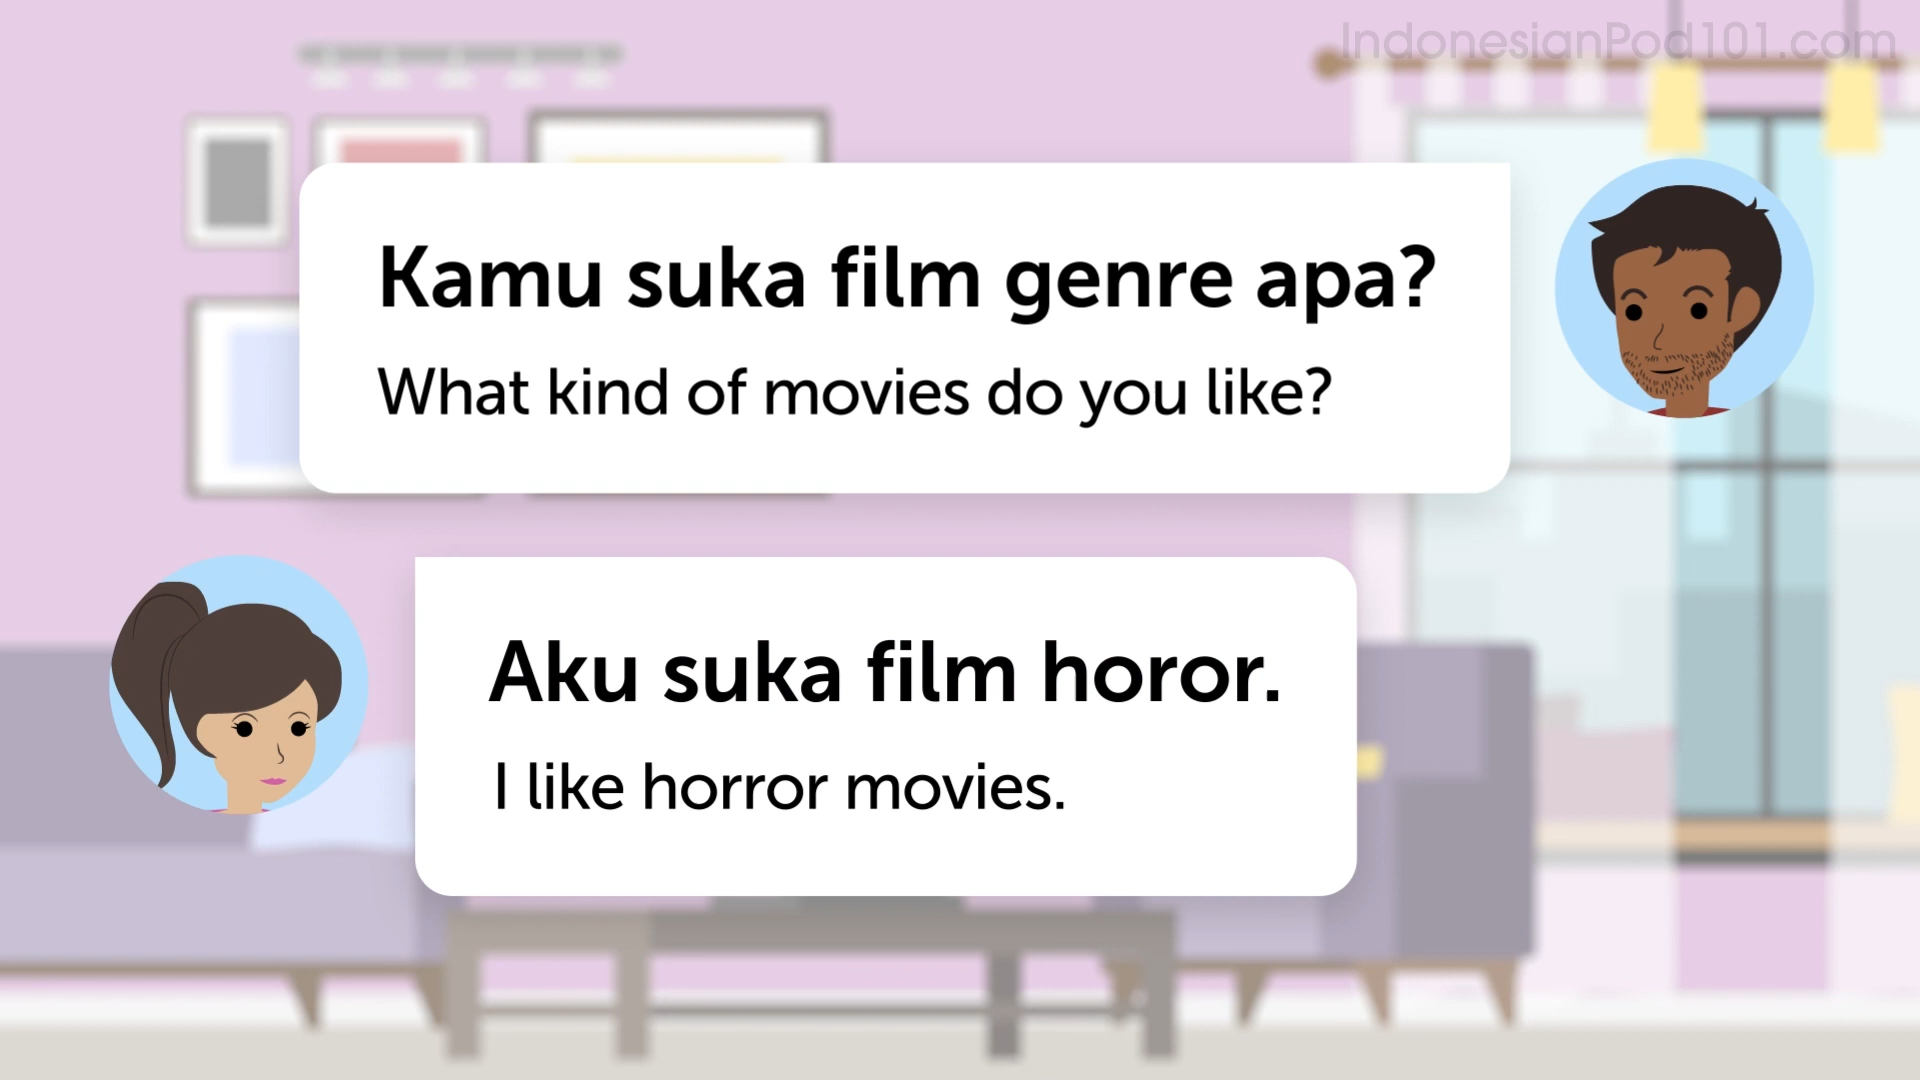 IndonesianPod101.com
Kamu suka film genre apa?
What kind of movies do you like?
Aku suka film horor.
I like horror movies.